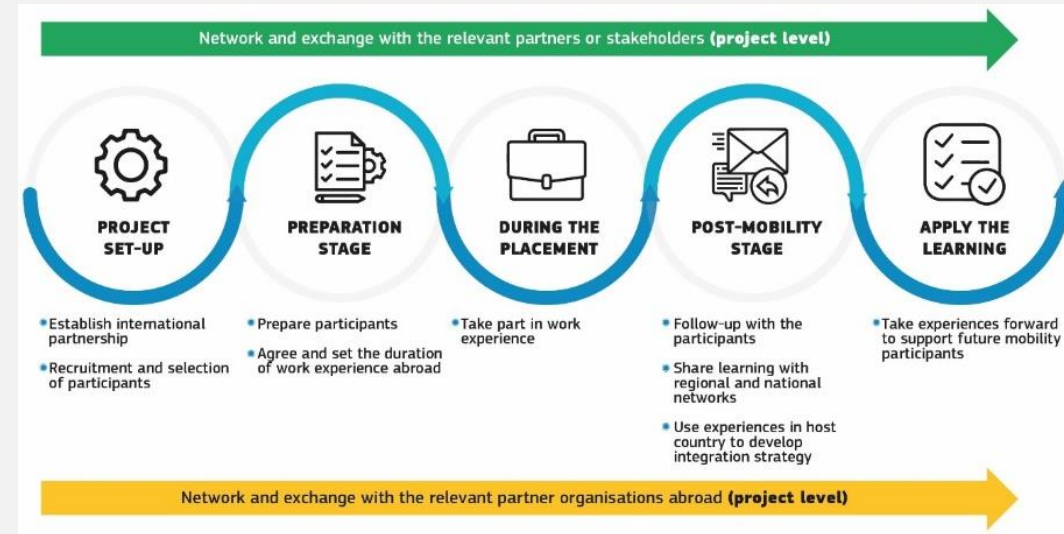 Network and exchange with the relevant partners or stakeholders (project level)
PROJECT
SET-UP
PREPARATION
STAGE
DURING THE
PLACEMENT
POST-MOBILITY
STAGE
APPLY THE
LEARNING
Establish international
partnership
Recruitment and selection
of participants
Prepare participants
Agree and set the duration
of work experience abroad
Take part in work
experience
Follow-up with the
participants
Share learning with
regional and national
networks
Use experiences in host
country to develop
integration strategy
Take experiences forward
to support future mobility
participants
Network and exchange with the relevant partner organisations abroad (project level)